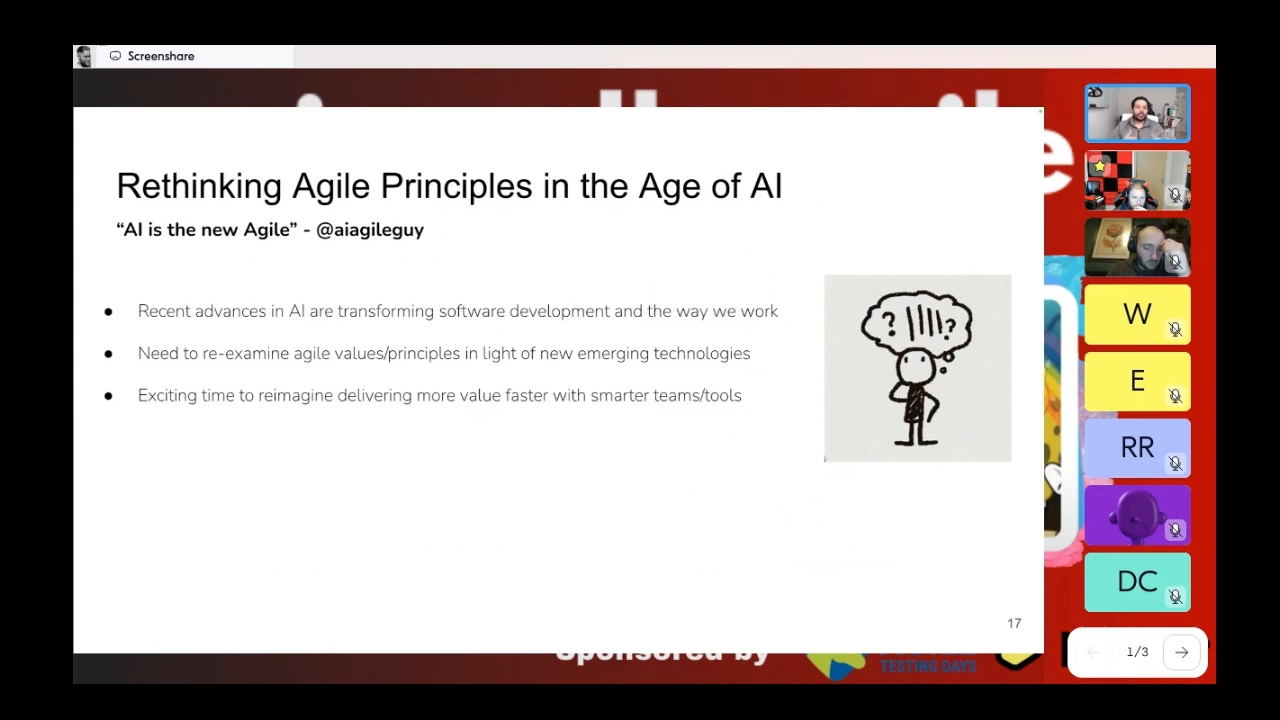 Screenshare
Rethinking Agile Principles in the Age of AI
“AI is the new Agile” - @aiagileguy
● Recent advances in AI are transforming software development and the way we work
● Need to re-examine agile values/principles in light of new emerging technologies
● Exciting time to reimagine delivering more value faster with smarter teams/tools
? ?
17
W
E
RR
DC
1/3
Sponsored by
TESTING DAYS